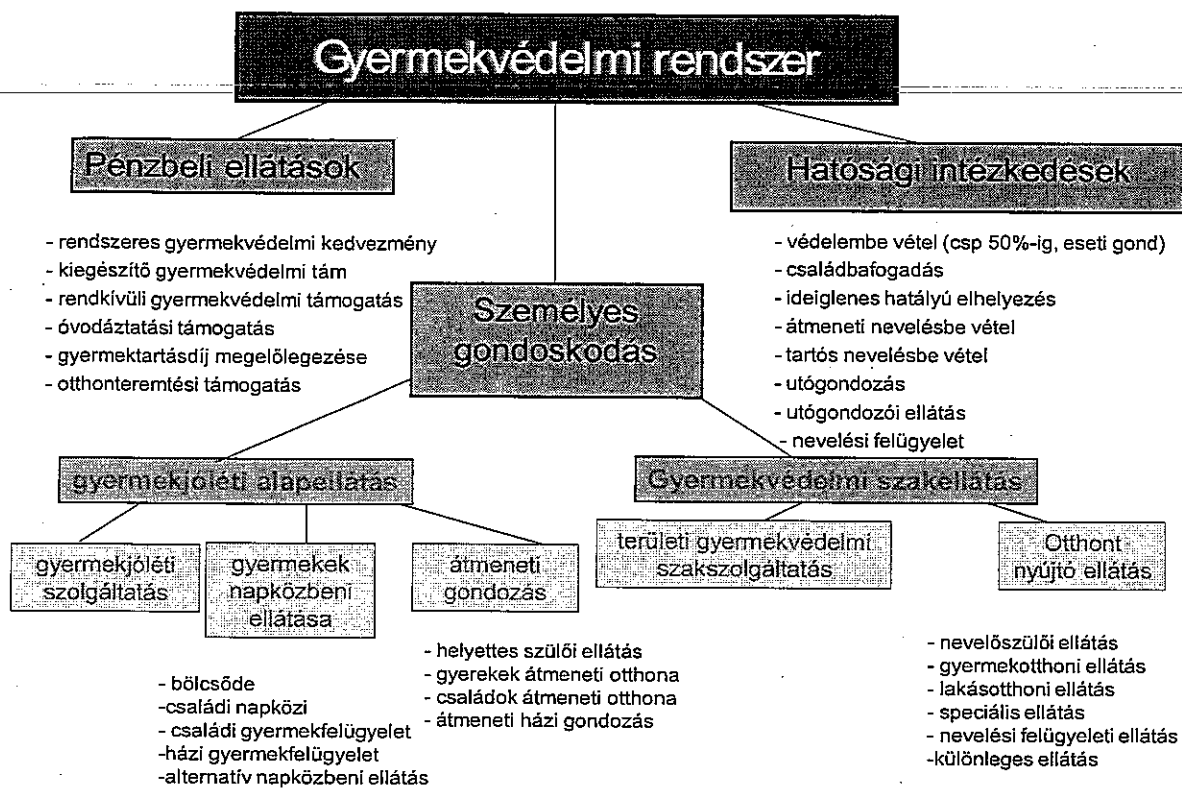 Gyermekvédelmi rendszer
Pénzbeli ellátások
- rendszeres gyermekvédelmi kedvezmény
- kiegészítő gyermekvédelmi tám
- rendkívüli gyermekvédelmi támogatás
- óvodáztatási támogatás
- gyermektartásdíj megelőlegezése
- otthonteremtési támogatás
Személyes
gondoskodás
Hatósági intézkedések
- védelembe vétel (csp 50%-ig, eseti gond)
- családbafogadás
- ideiglenes hatályú elhelyezés
- átmeneti nevelésbe vétel
- tartós nevelésbe vétel
- utógondozás
- utógondozói ellátás
- nevelési felügyelet
gyermekjóléti alapellátás
gyermekjóléti
szolgáltatás
gyermekek
napközbeni
ellátása
- bölcsőde
-családi napközi
- családi gyermekfelügyelet
-házi gyermekfelügyelet
-alternatív napközbeni ellátás
átmeneti
gondozás
- helyettes szülői ellátás
- gyerekek átmeneti otthona
- családok átmeneti otthona
- átmeneti házi gondozás
Gyermekvédelmi szakellátás
területi gyermekvédelmi
szakszolgáltatás
Otthont
nyújtó ellátás
- nevelőszülői ellátás
- gyermekotthoni ellátás
- lakásotthoni ellátás
- speciális ellátás
- nevelési felügyeleti ellátás
-különleges ellátás